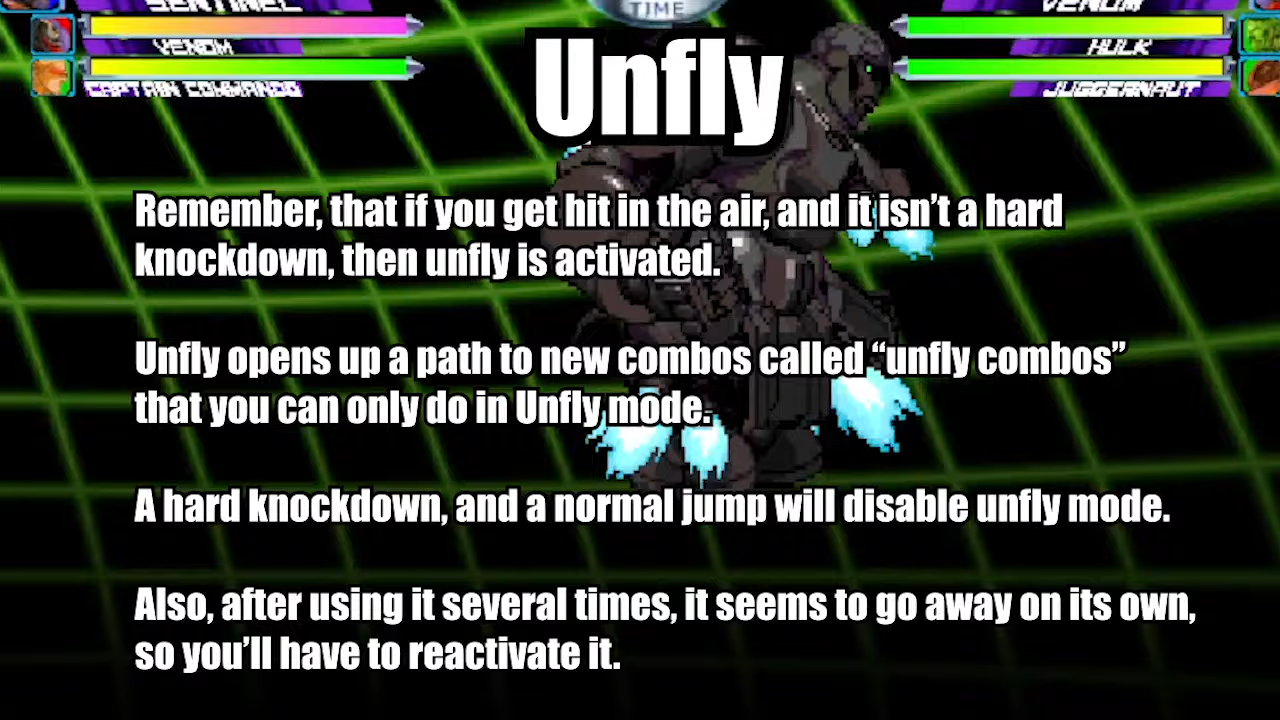 SENTINEL
TIME
VENOM
VENOM
HULK
CAPTAIN COMMANDO
JUGGERNAUT
Unfly
Remember, that if you get hit in the air, and it isn’t a hard
knockdown, then unfly is activated.
Unfly opens up a path to new combos called “unfly combos”
that you can only do in Unfly mode.
A hard knockdown, and a normal jump will disable unfly mode.
Also, after using it several times, it seems to go away on its own,
so you’ll have to reactivate it.